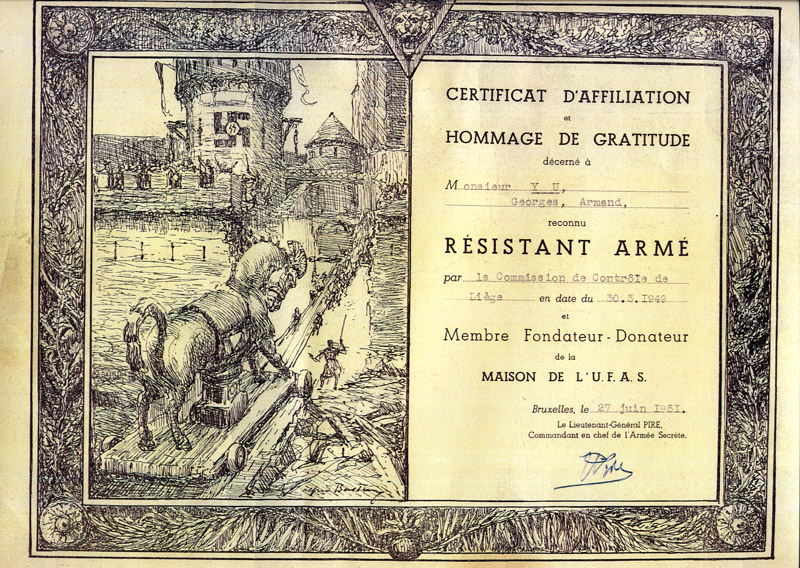 CERTIFICAT D'AFFILIATION
et
HOMMAGE DE GRATITUDE
décerné à
Monsieur Y U,
Georges, Armand,
reconnu
RÉSISTANT ARMÉ
par la Commission de Contrôle de
Liège en date du 30.3.1949
et
Membre Fondateur-Donateur
de la
MAISON DE L'U.F.A.S.
Bruxelles, le 27 juin 1951.
Le Lieutenant-Général PIRE,
Commandant en chef de l'Armée Secrète.